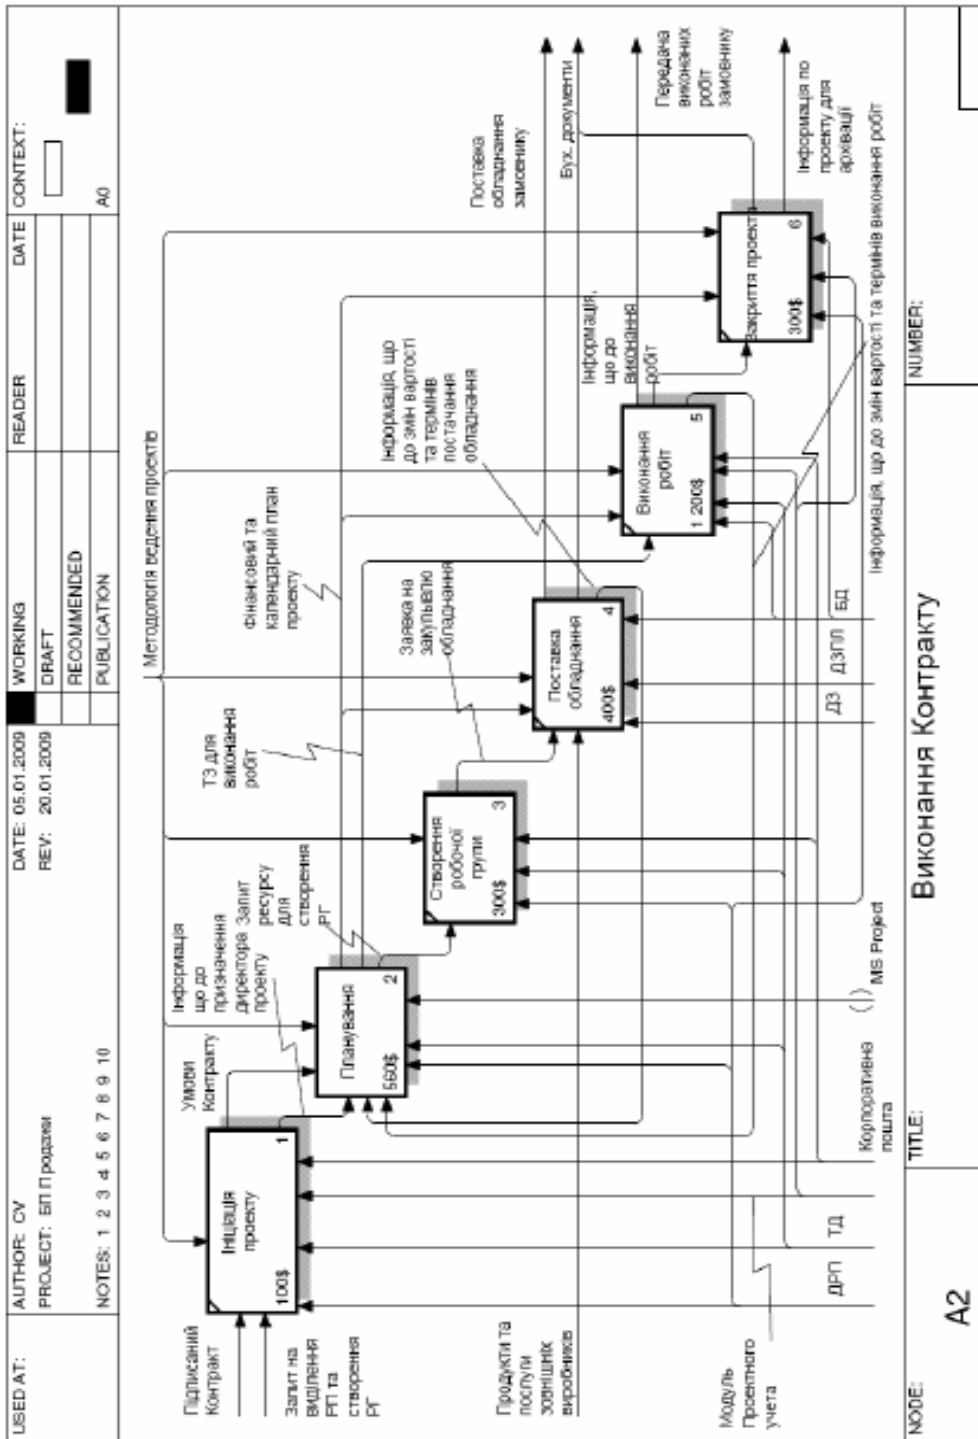 USED AT:
AUTHOR: CV
DATE: 05.01.2009
WORKING
READER
DATE
CONTEXT:
PROJECT: БП Продажи
REV: 20.01.2009
DRAFT
RECOMMENDED
NOTES: 1 2 3 4 5 6 7 8 9 10
PUBLICATION
A0
Методологія ведення проектів
Підписаний
Контракт
Запит на
виділення
РП та
створення
РГ
Ініціація
проекту
100$
1
Умови
Контракту
Інформація
що до
призначення
директора
проекту
Запит
ресурсу
для
створення
РГ
Планування
560$
2
ТЗ для
виконання
робіт
Фінансовий та
календарний план
проекту
Створення
робочої
групи
300$
3
Заявка на
закупывлю
обладнання
Поставка
обладнання
400$
4
Інформація, що
до змін вартості
та термінів
постачання
обладнання
Виконання
робіт
1 200$
5
Інформація,
що до
виконання
робіт
Закриття проекта
300$
6
Поставка
обладнання
замовнику
Бух. документи
Передача
виконаних
робіт
замовнику
Інформація по
проекту для
архівації
Інформація, що до змін вартості та термінів виконання робіт
Продукти та
послуги
зовнішніх
виробників
Модуль
Проектного
учета
ДРП
ТД
Корпоративна
пошта
MS Project
ДЗ
ДЗПЛ
БД
NODE:
A2
TITLE:
Виконання Контракту
NUMBER: